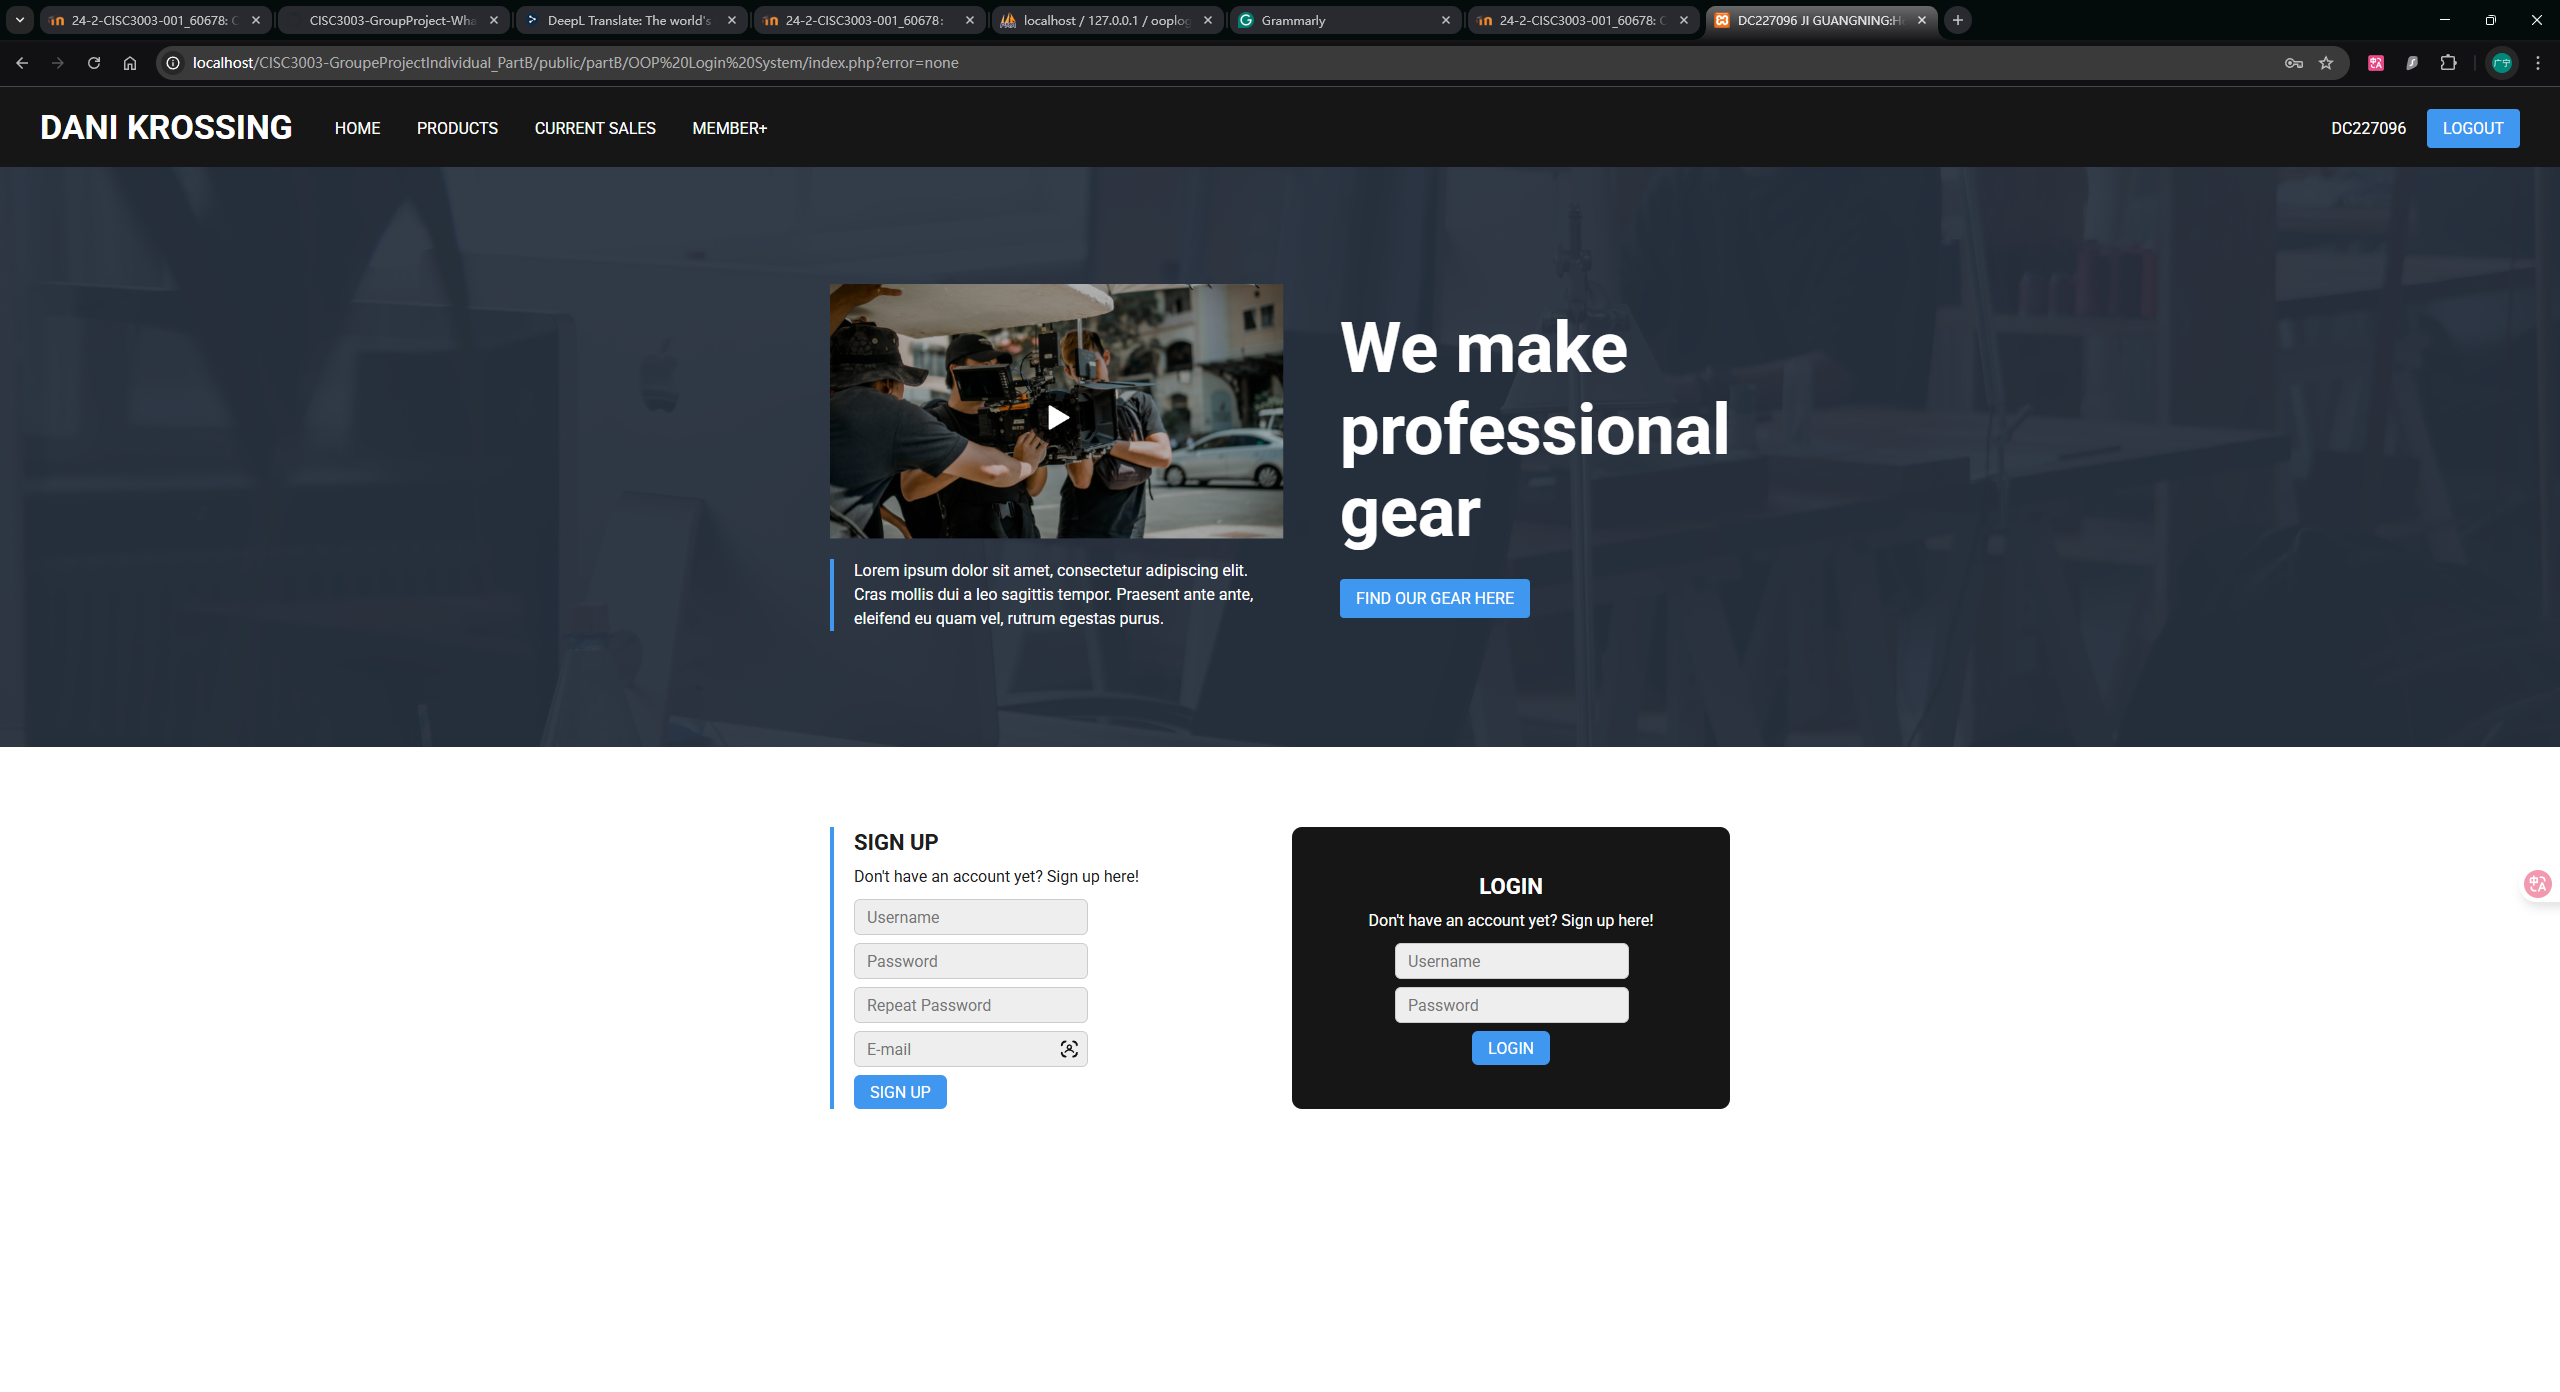 24-2-CISC3003-001_60678: C
CISC3003-GroupProject-Wha
DeepL Translate: The world's
24-2-CISC3003-001_60678:
localhost / 127.0.0.1 / ooplog
Grammarly
24-2-CISC3003-001_60678: C
DC227096 JI GUANGNING:H
localhost/CISC3003-GroupeProjectIndividual_PartB/public/partB/OOP%20Login%20System/index.php?error=none
广宁
DANI KROSSING
HOME
PRODUCTS
CURRENT SALES
MEMBER+
DC227096
LOGOUT
We make
professional
gear
Lorem ipsum dolor sit amet, consectetur adipiscing elit.
Cras mollis dui a leo sagittis tempor. Praesent ante ante,
eleifend eu quam vel, rutrum egestas purus.
FIND OUR GEAR HERE
SIGN UP
Don't have an account yet? Sign up here!
Username
Password
Repeat Password
E-mail
SIGN UP
LOGIN
Don't have an account yet? Sign up here!
Username
Password
LOGIN